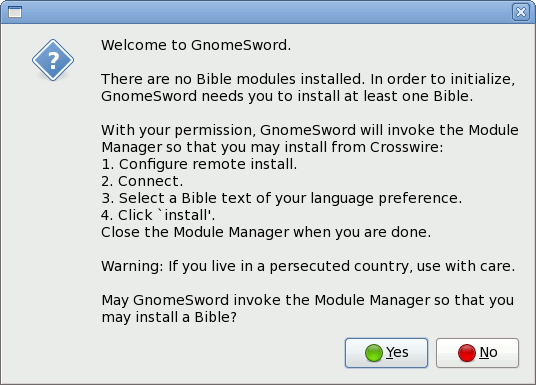 Welcome to GnomeSword.
There are no Bible modules installed. In order to initialize,
GnomeSword needs you to install at least one Bible.
With your permission, GnomeSword will invoke the Module
Manager so that you may install from Crosswire:
1. Configure remote install.
2. Connect.
3. Select a Bible text of your language preference.
4. Click `install'.
Close the Module Manager when you are done.
Warning: If you live in a persecuted country, use with care.
May GnomeSword invoke the Module Manager so that you
may install a Bible?
Yes
No